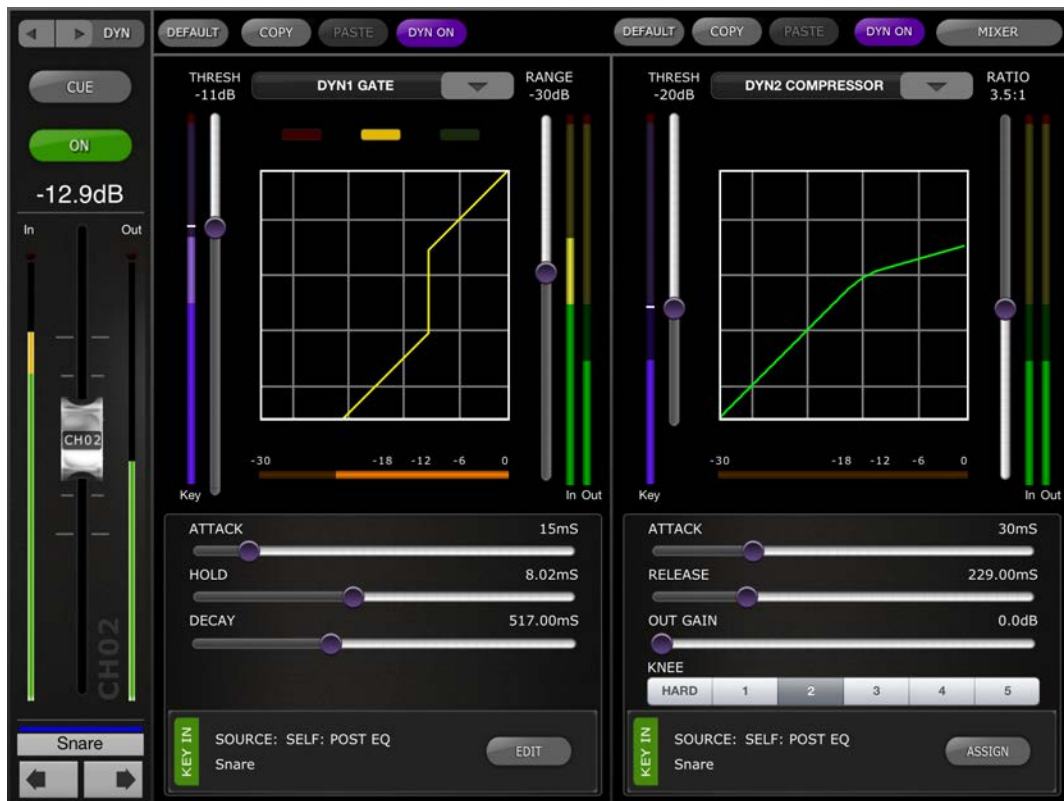 DYN
DEFAULT COPY PASTE DYN ON
DEFAULT COPY PASTE DYN ON MIXER
CUE
ON
-12.9dB
In Out
CH02
CH02
Snare
THRESH
-11dB
DYN1 GATE
RANGE
-30dB
-30 -18 -12 -6 0
Key
In Out
ATTACK 15mS
HOLD 8.02mS
DECAY 517.00mS
KEY IN
SOURCE: SELF: POST EQ
Snare
EDIT
THRESH
-20dB
DYN2 COMPRESSOR
RATIO
3.5:1
-30 -18 -12 -6 0
Key
In Out
ATTACK 30mS
RELEASE 229.00mS
OUT GAIN 0.0dB
KNEE
HARD 1 2 3 4 5
KEY IN
SOURCE: SELF: POST EQ
Snare
ASSIGN